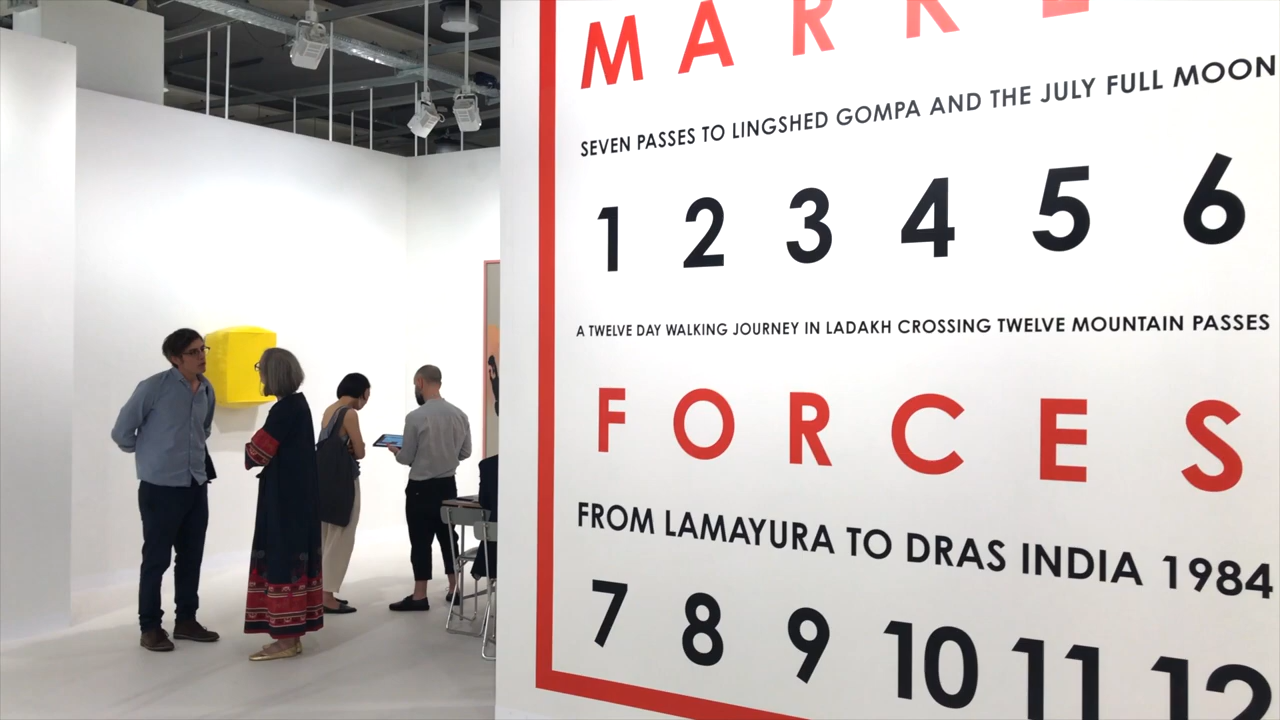 MARKE
SEVEN PASSES TO LINGSHED GOMPA AND THE JULY FULL MOON
1 2 3 4 5 6
A TWELVE DAY WALKING JOURNEY IN LADAKH CROSSING TWELVE MOUNTAIN PASSES
FORCES
FROM LAMAYURA TO DRAS INDIA 1984
7 8 9 10 11 12